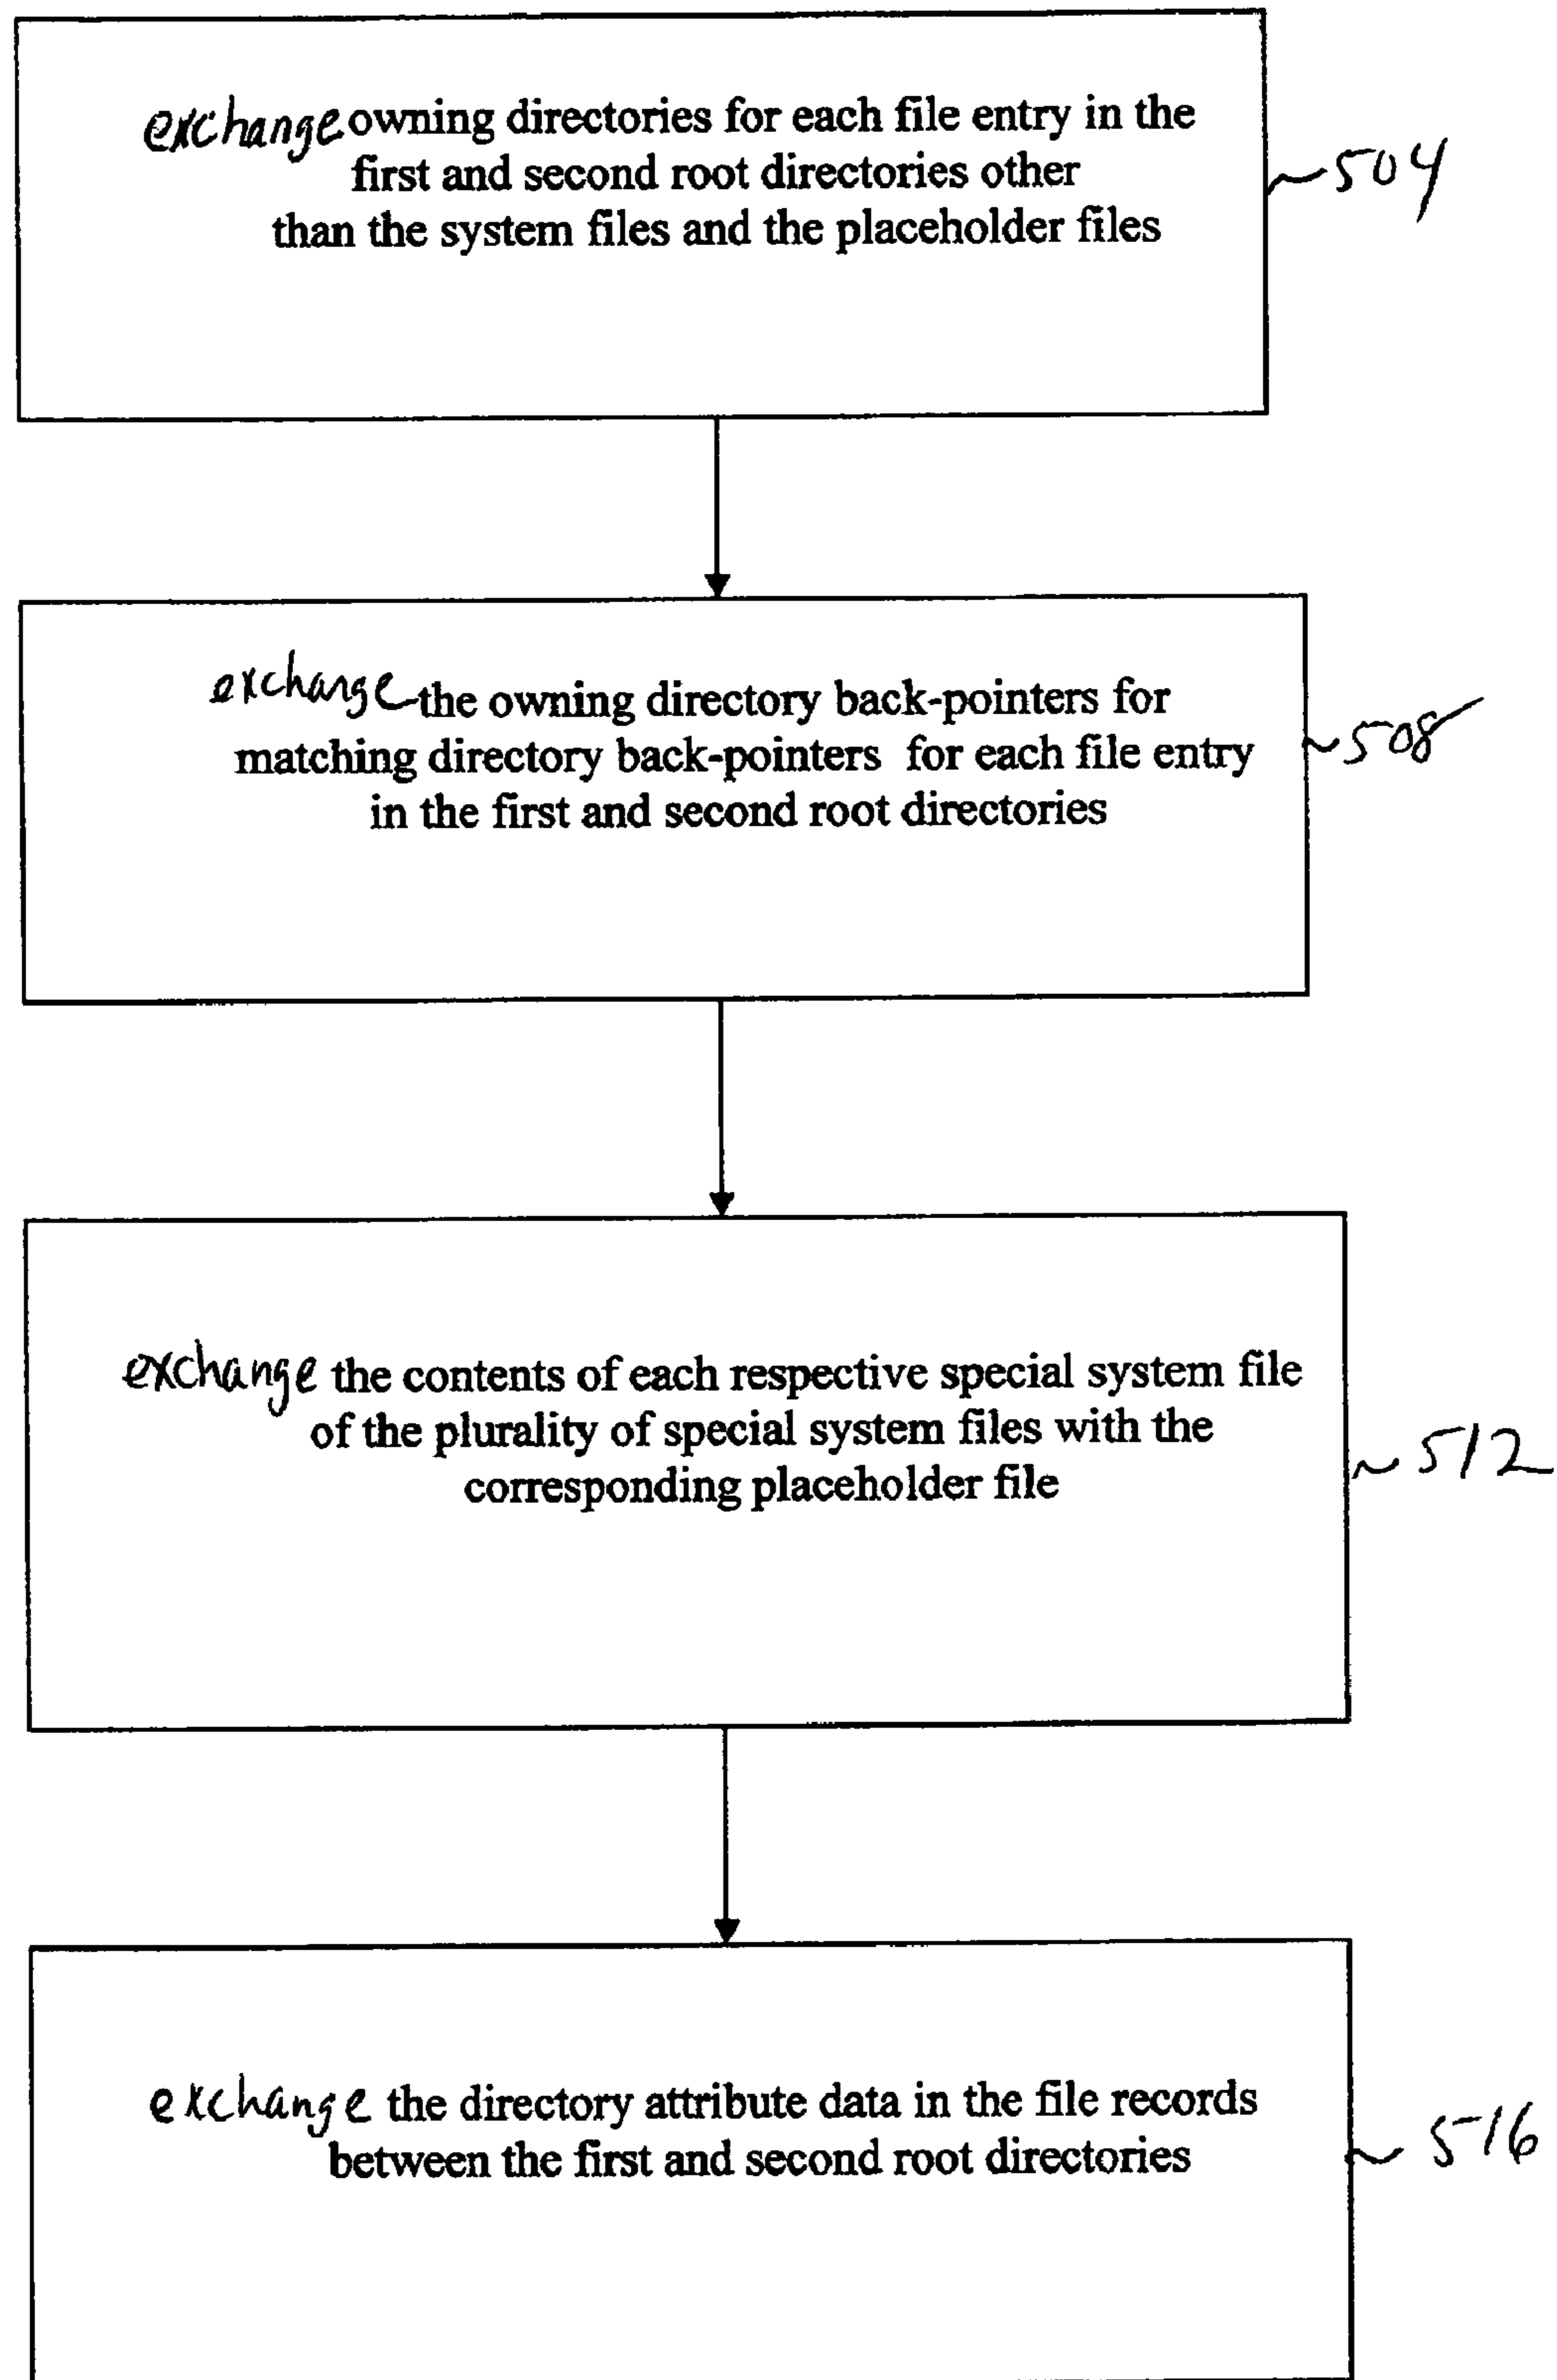 exchange owning directories for each file entry in the
first and second root directories other
than the system files and the placeholder files
504
exchange the owning directory back-pointers for
matching directory back-pointers for each file entry
in the first and second root directories
508
exchange the contents of each respective special system file
of the plurality of special system files with the
corresponding placeholder file
512
exchange the directory attribute data in the file records
between the first and second root directories
516